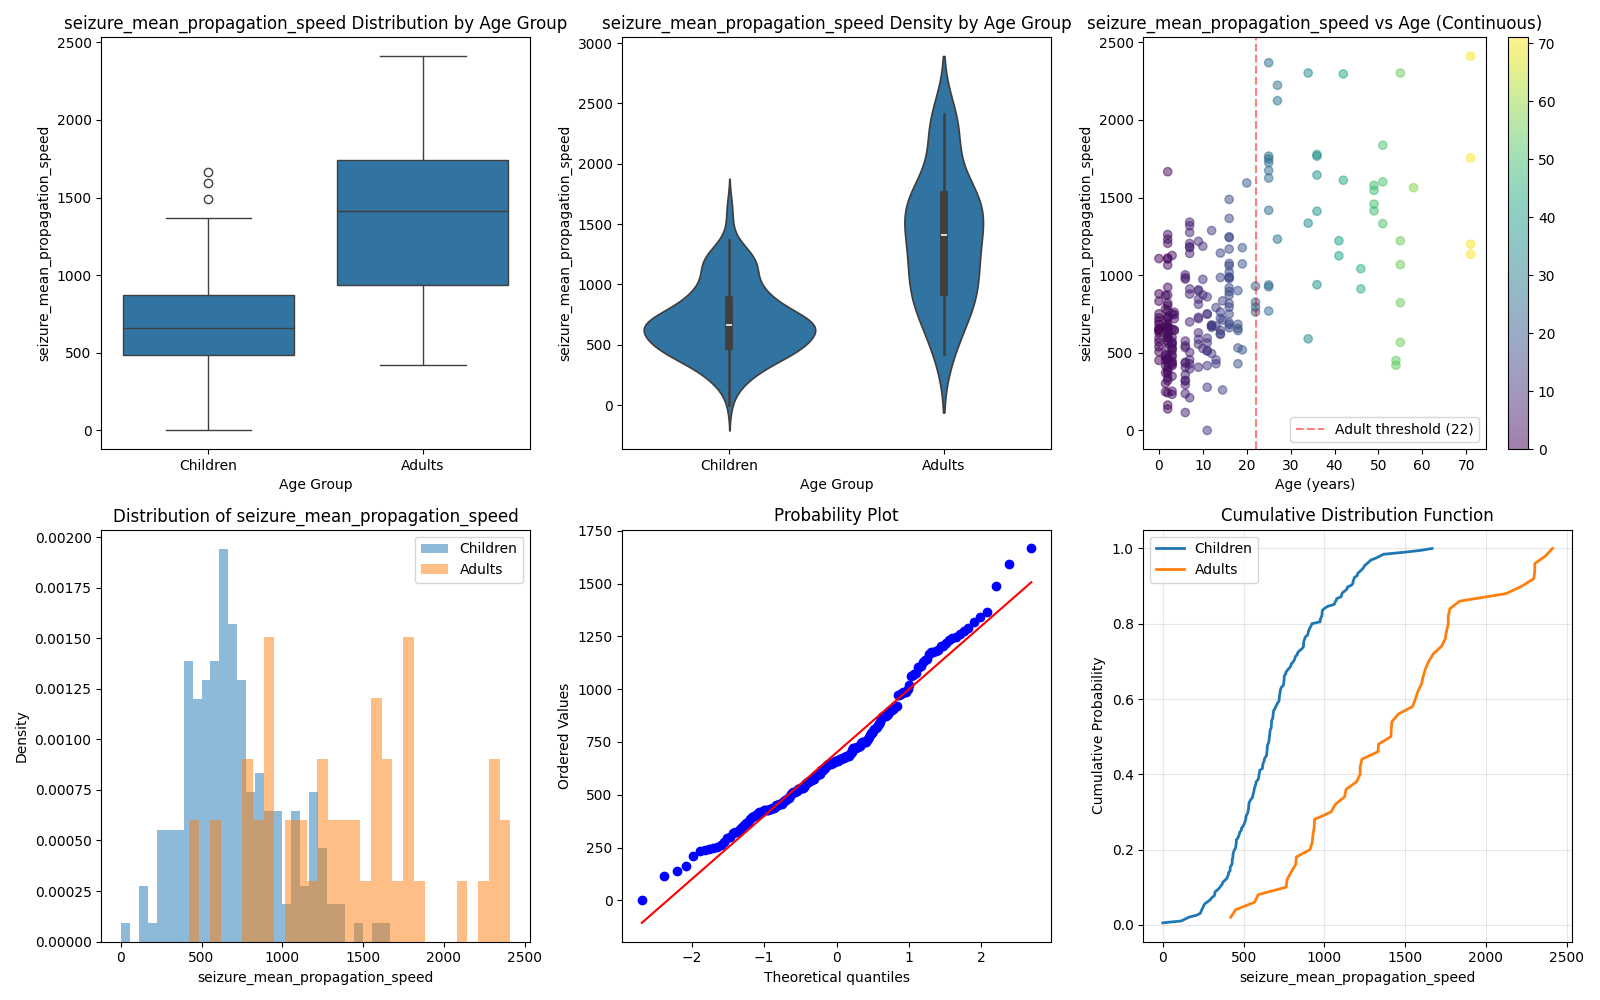 seizure_mean_propagation_speed Distribution by Age Group
seizure_mean_propagation_speed
2500
2000
1500
1000
500
0
Children
Adults
Age Group
seizure_mean_propagation_speed Density by Age Group
seizure_mean_propagation_speed
3000
2500
2000
1500
1000
500
0
Children
Adults
Age Group
seizure_mean_propagation_speed vs Age (Continuous)
seizure_mean_propagation_speed
2500
2000
1500
1000
500
0
Adult threshold (22)
0
10
20
30
40
50
60
70
Age (years)
70
60
50
40
30
20
10
0
Distribution of seizure_mean_propagation_speed
Density
0.00200
0.00175
0.00150
0.00125
0.00100
0.00075
0.00050
0.00025
0.00000
Children
Adults
0
500
1000
1500
2000
2500
seizure_mean_propagation_speed
Probability Plot
Ordered Values
1750
1500
1250
1000
750
500
250
0
−2
−1
0
1
2
Theoretical quantiles
Cumulative Distribution Function
Cumulative Probability
1.0
0.8
0.6
0.4
0.2
0.0
Children
Adults
0
500
1000
1500
2000
2500
seizure_mean_propagation_speed